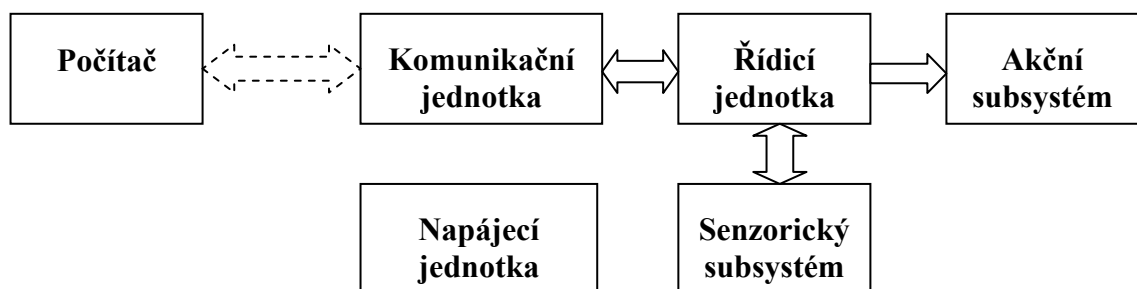 Počítač
Komunikační
jednotka
Řídicí
jednotka
Akční
subsystém
Napájecí
jednotka
Senzorický
subsystém